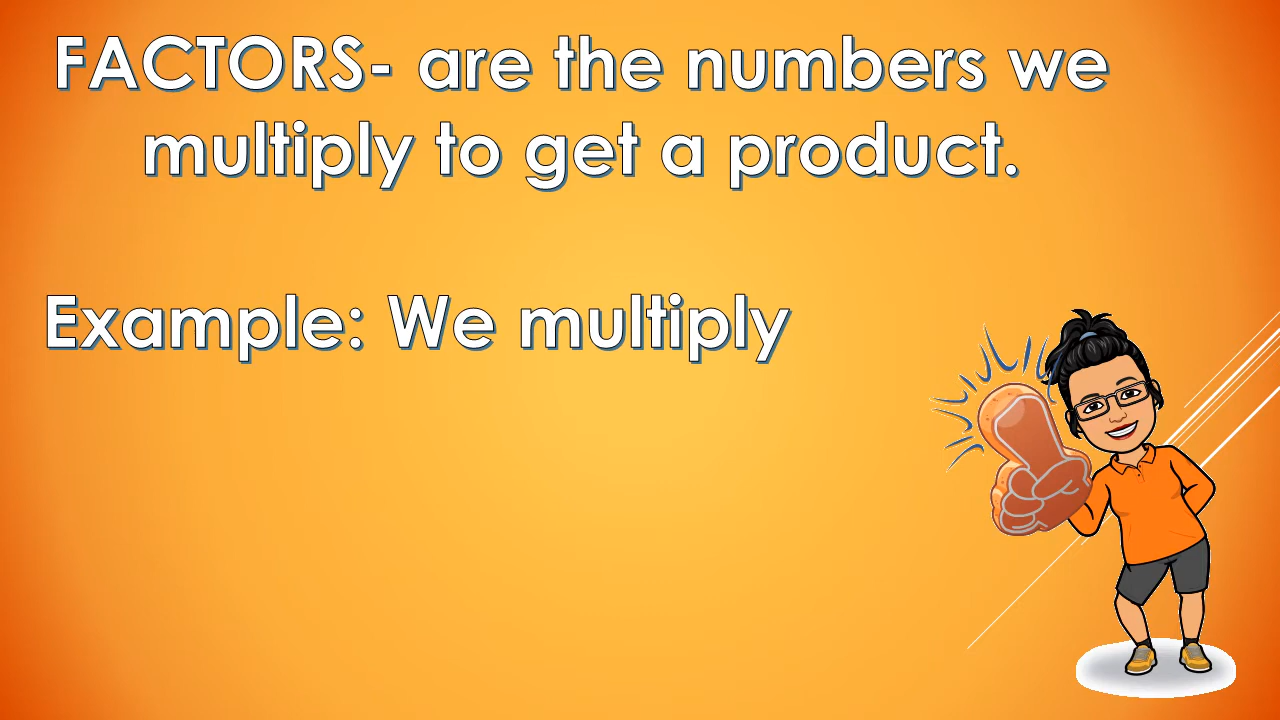 FACTORS- are the numbers we
multiply to get a product.
Example: We multiply